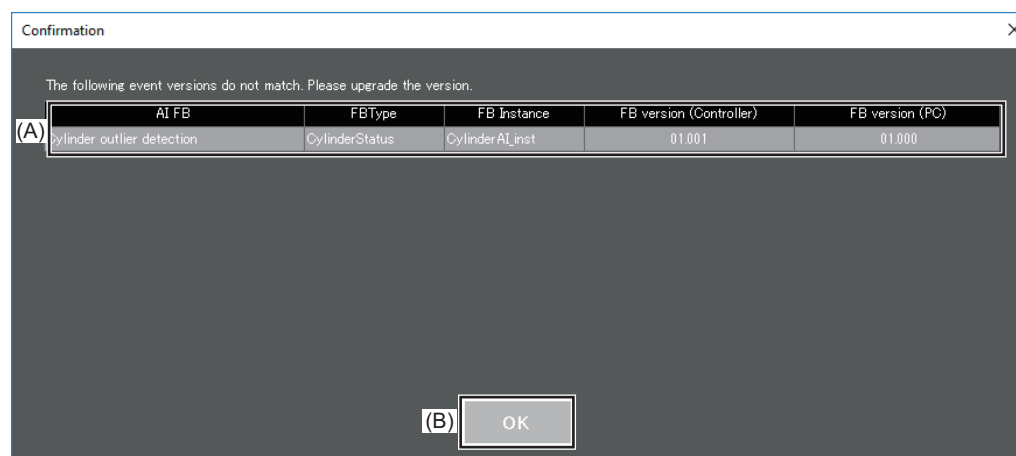 Confirmation
The following event versions do not match. Please upgrade the version.
AI FB FBType FB Instance FB version (Controller) FB version (PC)
(A) Cylinder outlier detection CylinderStatus CylinderAI_inst 01.001 01.000
(B) OK